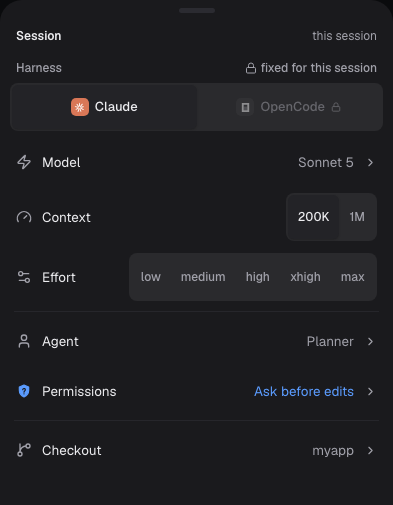 Session this session
Harness fixed for this session
Claude OpenCode
Model Sonnet 5
Context 200K 1M
Effort low medium high xhigh max
Agent Planner
Permissions Ask before edits
Checkout myapp